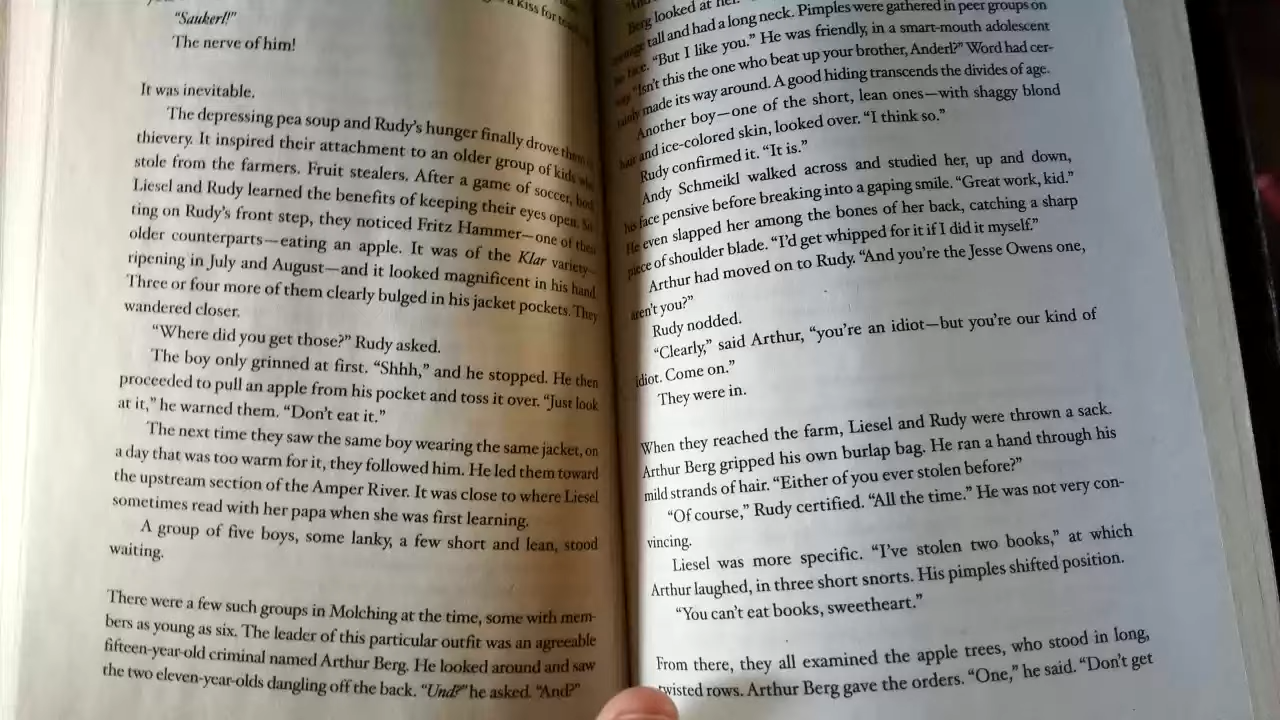 a kiss for
"Saukerl!"
The nerve of him!
It was inevitable.
The depressing pea soup and Rudy's hunger finally drove them
thievery. It inspired their attachment to an older group of kids who
stole from the farmers. Fruit stealers. After a game of soccer, both
Liesel and Rudy learned the benefits of keeping their eyes open. Sit-
ting on Rudy's front step, they noticed Fritz Hammer—one of their
older counterparts—eating an apple. It was of the Klar variety—
ripening in July and August—and it looked magnificent in his hand.
Three or four more of them clearly bulged in his jacket pockets. They
wandered closer.
"Where did you get those?" Rudy asked.
The boy only grinned at first. "Shhh," and he stopped. He then
proceeded to pull an apple from his pocket and toss it over. "Just look
at it," he warned them. "Don't eat it."
The next time they saw the same boy wearing the same jacket, on
a day that was too warm for it, they followed him. He led them toward
the upstream section of the Amper River. It was close to where Liesel
sometimes read with her papa when she was first learning.
A group of five boys, some lanky, a few short and lean, stood
waiting.
There were a few such groups in Molching at the time, some with mem-
bers as young as six. The leader of this particular outfit was an agreeable
fifteen-year-old criminal named Arthur Berg. He looked around and saw
the two eleven-year-olds dangling off the back. "Und?" he asked. "And?"
Berg looked at her.
tall and had a long neck. Pimples were gathered in peer groups on
face. "But I like you." He was friendly, in a smart-mouth adolescent
way. "Isn't this the one who beat up your brother, Anderl?" Word had cer-
tainly made its way around. A good hiding transcends the divides of age.
Another boy—one of the short, lean ones—with shaggy blond
hair and ice-colored skin, looked over. "I think so."
Rudy confirmed it. "It is."
Andy Schmeikl walked across and studied her, up and down,
his face pensive before breaking into a gaping smile. "Great work, kid."
He even slapped her among the bones of her back, catching a sharp
piece of shoulder blade. "I'd get whipped for it if I did it myself."
Arthur had moved on to Rudy. "And you're the Jesse Owens one,
aren't you?"
Rudy nodded.
"Clearly," said Arthur, "you're an idiot—but you're our kind of
idiot. Come on."
They were in.
When they reached the farm, Liesel and Rudy were thrown a sack.
Arthur Berg gripped his own burlap bag. He ran a hand through his
mild strands of hair. "Either of you ever stolen before?"
"Of course," Rudy certified. "All the time." He was not very con-
vincing.
Liesel was more specific. "I've stolen two books," at which
Arthur laughed, in three short snorts. His pimples shifted position.
"You can't eat books, sweetheart."
From there, they all examined the apple trees, who stood in long,
twisted rows. Arthur Berg gave the orders. "One," he said. "Don't get